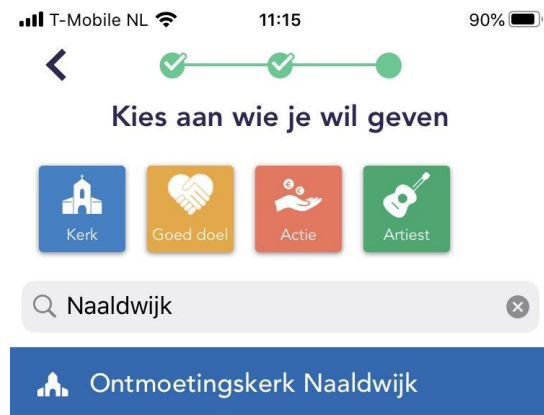 T-Mobile NL 11:15 90%
Kies aan wie je wil geven
Kerk Goed doel Actie Artiest
Naaldwijk
Ontmoetingskerk Naaldwijk